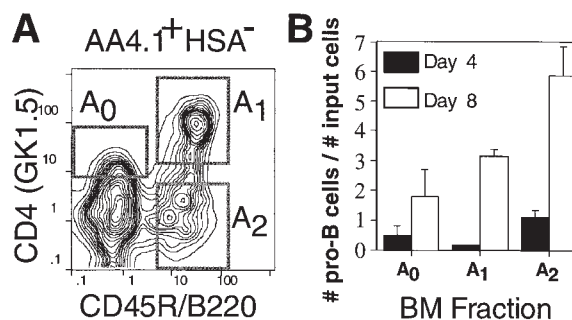 A
AA4.1+HSA-
A0
A1
A2
CD4 (GK1.5)
100
10
1
.1
.1 1 10 100
CD45R/B220
B
# pro-B cells / # input cells
7
6
5
4
3
2
1
0
Day 4
Day 8
A0 A1 A2
BM Fraction